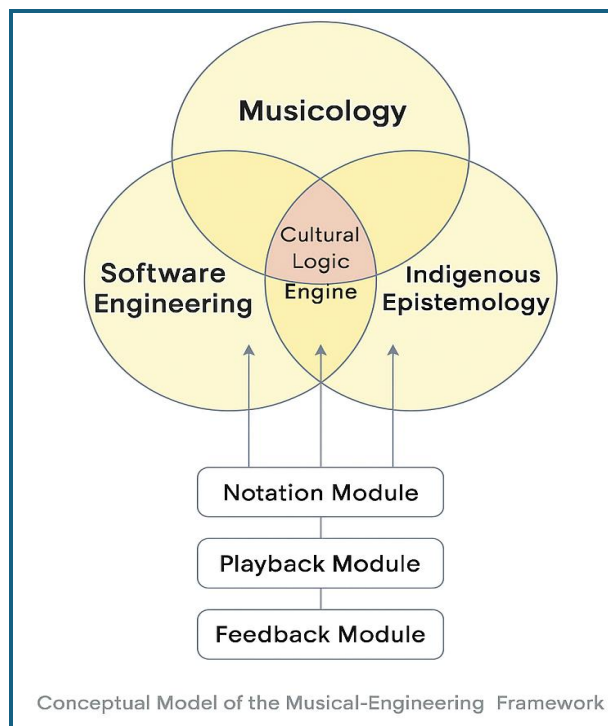 Musicology
Cultural
Logic
Engine
Software
Engineering
Indigenous
Epistemology
Notation Module
Playback Module
Feedback Module
Conceptual Model of the Musical-Engineering Framework